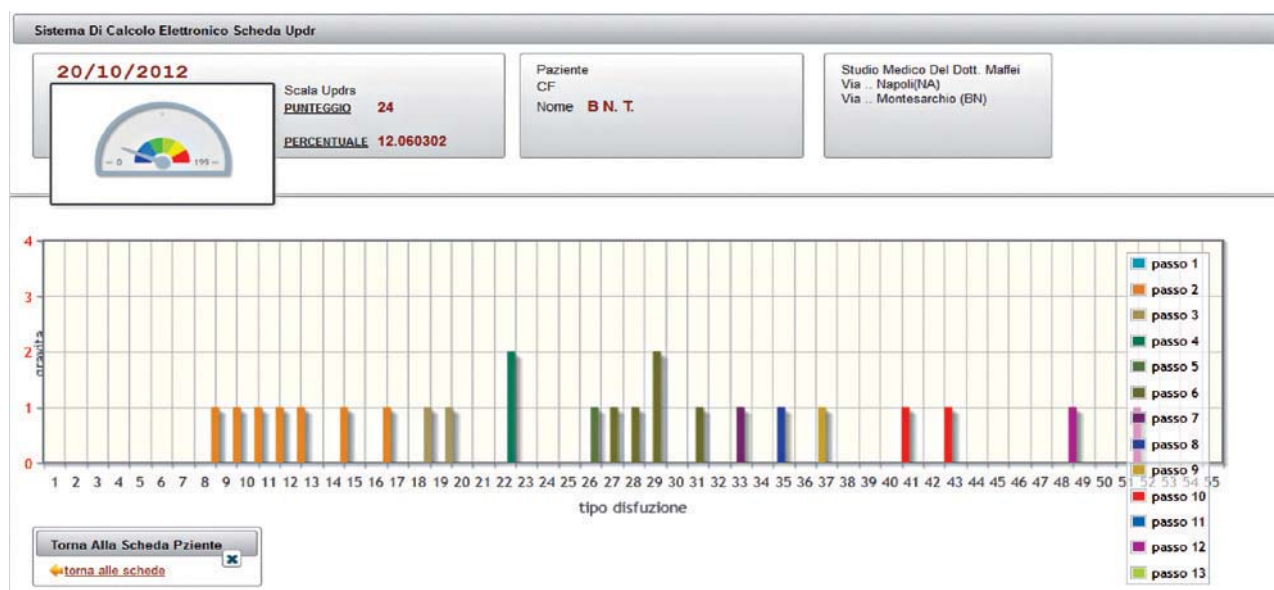 Sistema Di Calcolo Elettronico Scheda Updr
20/10/2012
Scala Updrs
PUNTEGGIO 24
PERCENTUALE 12.060302
0 199
Paziente
CF
Nome B N. T.
Studio Medico Del Dott. Maffei
Via .. Napoli(NA)
Via .. Montesarchio (BN)
4
3
2
1
0
gravita
1 2 3 4 5 6 7 8 9 10 11 12 13 14 15 16 17 18 19 20 21 22 23 24 25 26 27 28 29 30 31 32 33 34 35 36 37 38 39 40 41 42 43 44 45 46 47 48 49 50 51 52 53 54 55
tipo disfuzione
passo 1
passo 2
passo 3
passo 4
passo 5
passo 6
passo 7
passo 8
passo 9
passo 10
passo 11
passo 12
passo 13
Torna Alla Scheda Pziente
torna alle schede